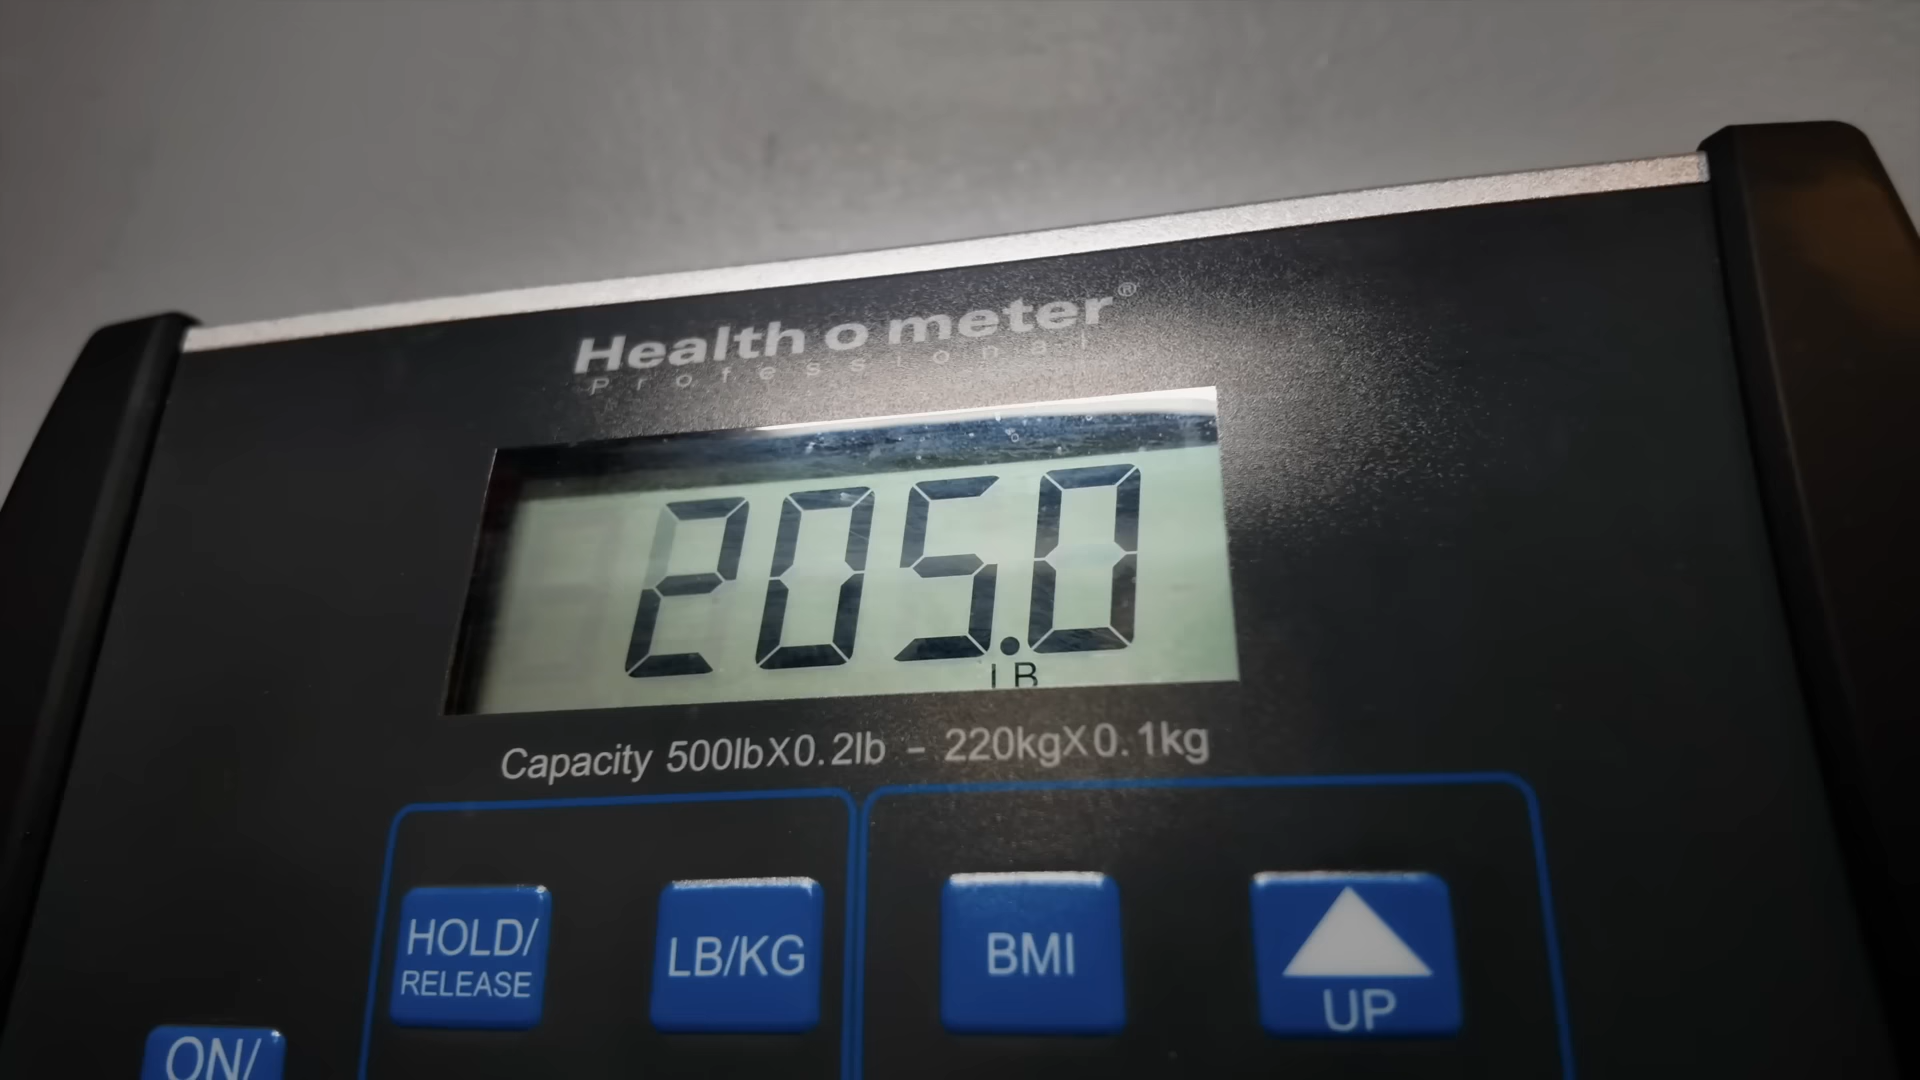 Health o meter®
Professional
205.0
LB
Capacity 500lbX0.2lb - 220kgX0.1kg
HOLD/
RELEASE
LB/KG
BMI
UP
ON/